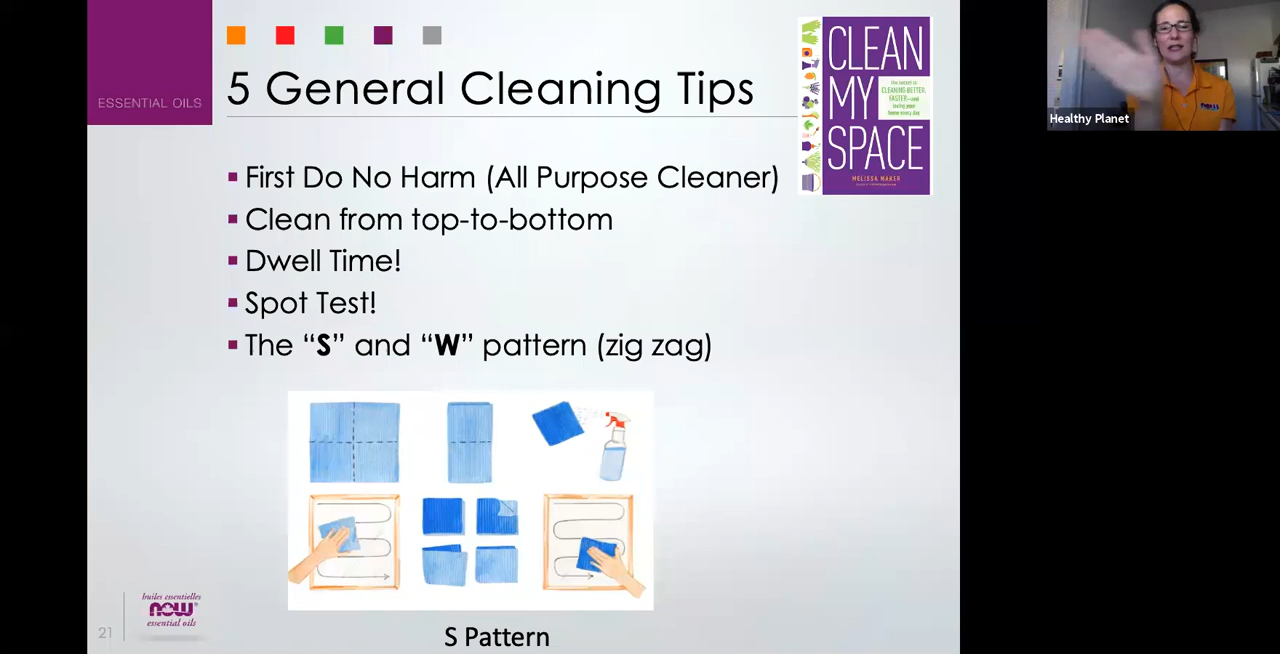 ESSENTIAL OILS
5 General Cleaning Tips
First Do No Harm (All Purpose Cleaner)
Clean from top-to-bottom
Dwell Time!
Spot Test!
The “S” and “W” pattern (zig zag)
S Pattern
CLEAN
MY
the secret to
CLEANING BETTER,
FASTER—and
loving your
home every day
SPACE
MELISSA MAKER
Healthy Planet
NOW
21
huiles essentielles
now®
essential oils